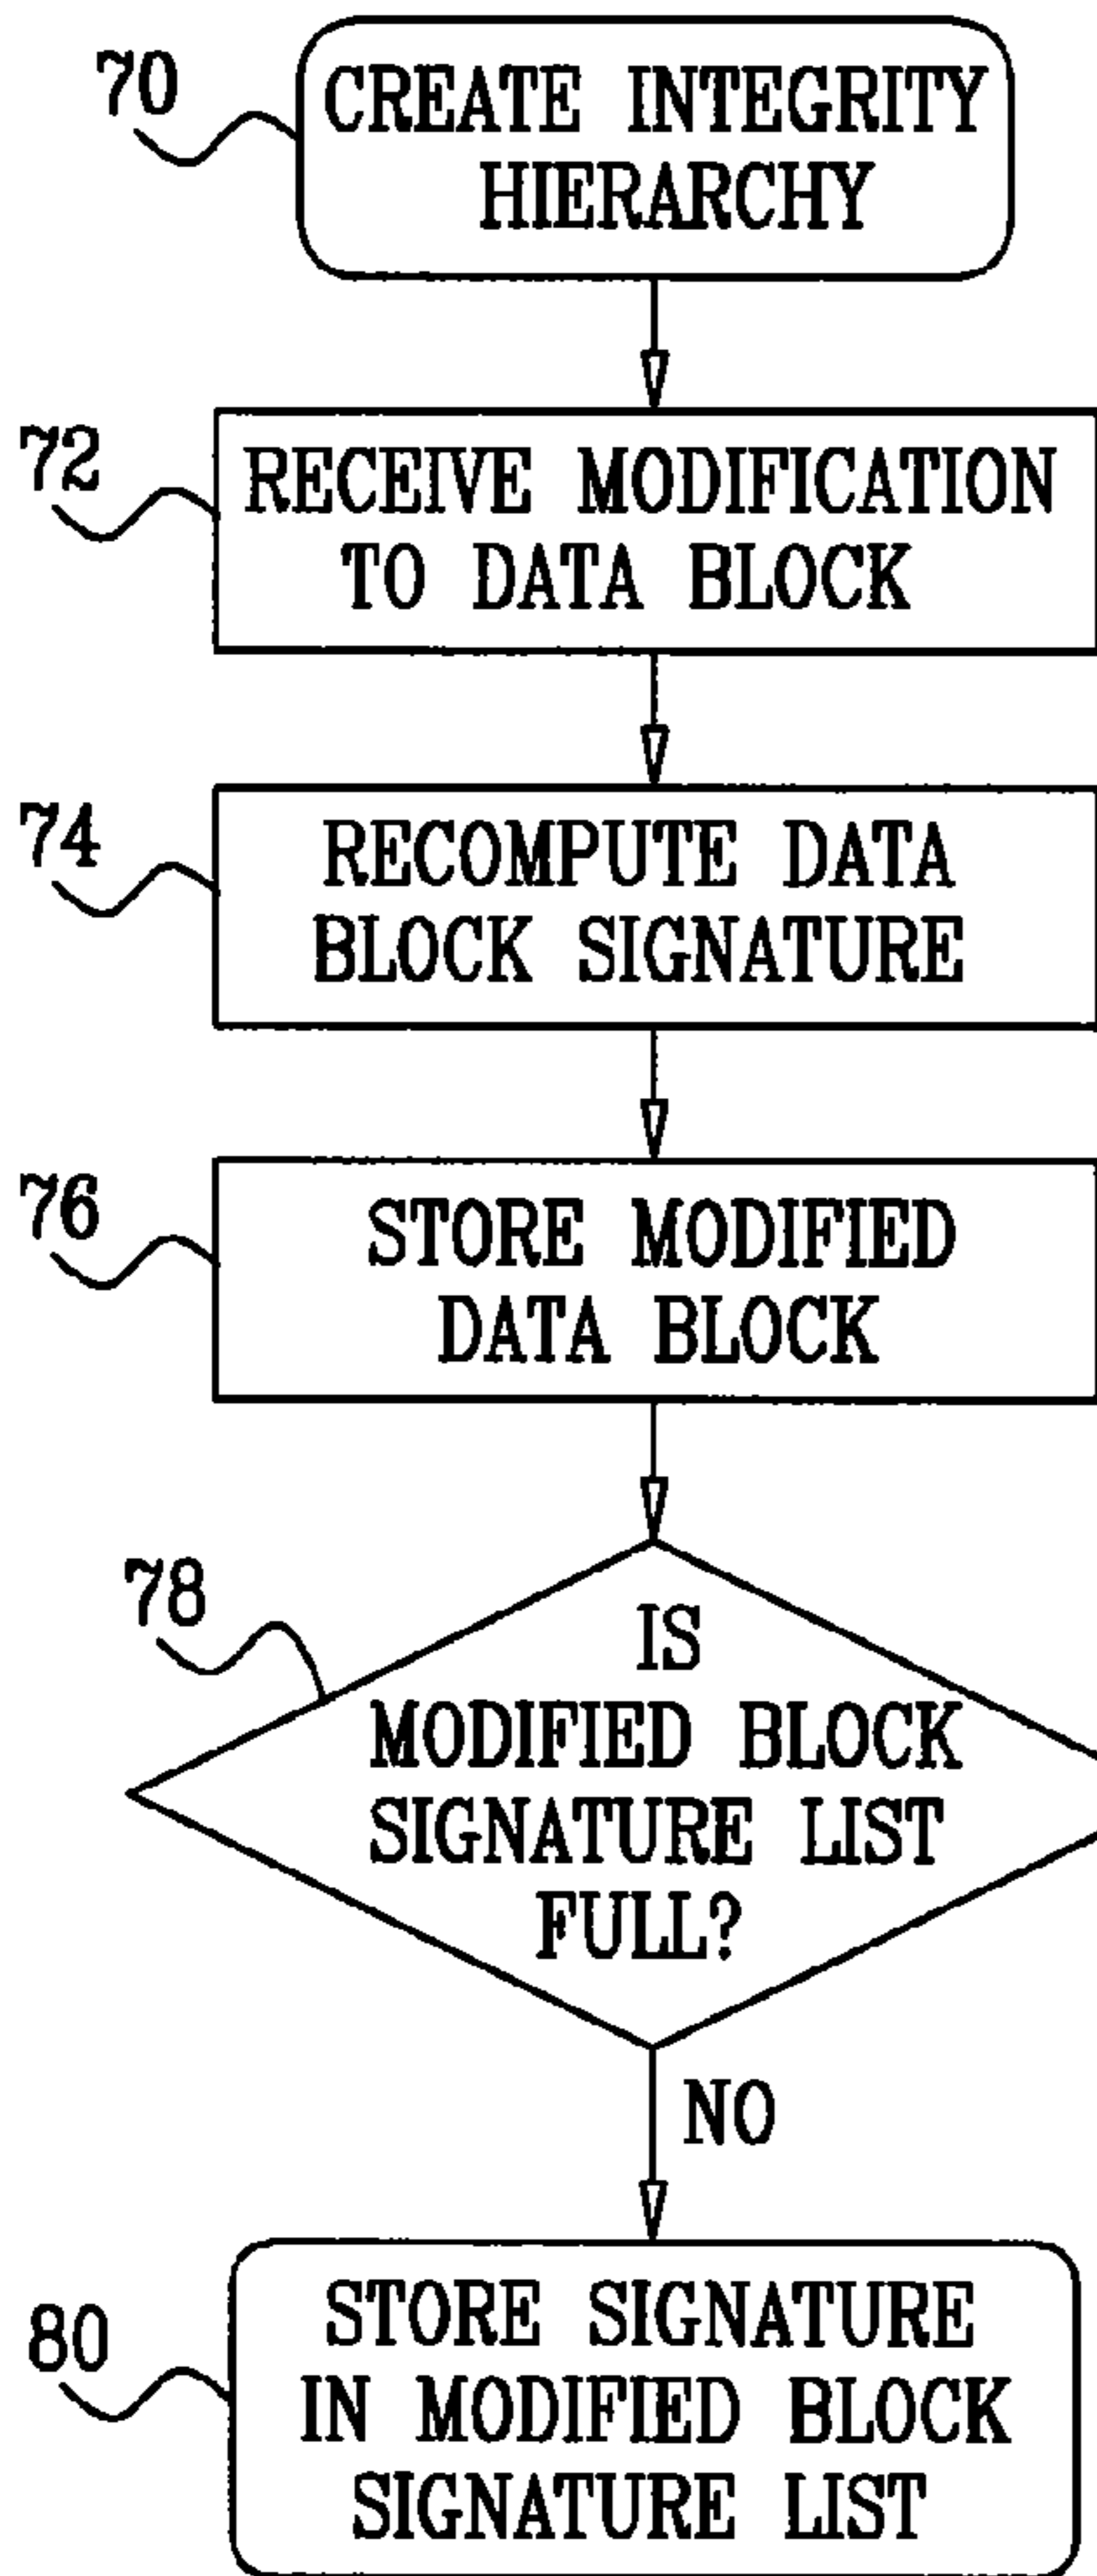 70
CREATE INTEGRITY
HIERARCHY
72
RECEIVE MODIFICATION
TO DATA BLOCK
74
RECOMPUTE DATA
BLOCK SIGNATURE
76
STORE MODIFIED
DATA BLOCK
78
IS
MODIFIED BLOCK
SIGNATURE LIST
FULL?
NO
80
STORE SIGNATURE
IN MODIFIED BLOCK
SIGNATURE LIST